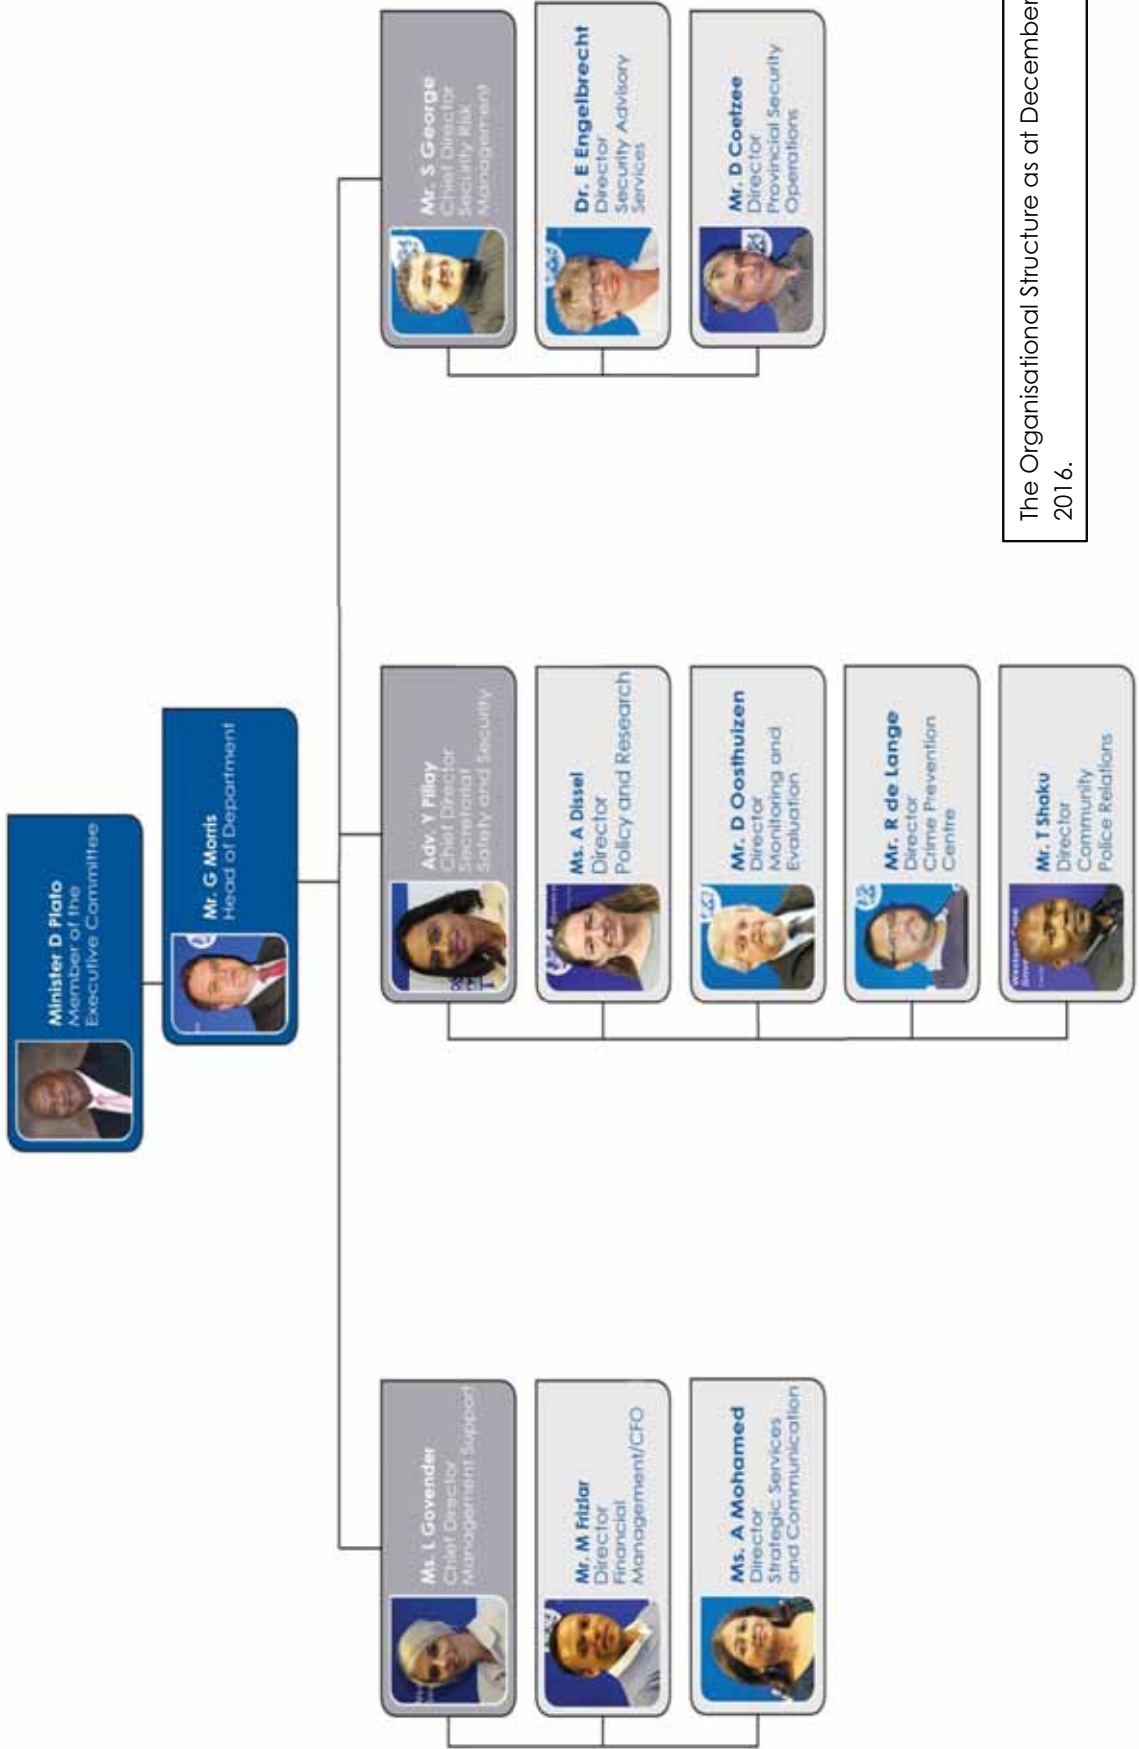 Minister D Plato
Member of the
Executive Committee
Mr. G Morris
Head of Department
Ms. L Govender
Chief Director
Management Support
Mr. M Frizlar
Director
Financial
Management/CFO
Ms. A Mohamed
Director
Strategic Services
and Communication
Adv. Y Pillay
Chief Director
Secretariat
Safety and Security
Ms. A Dissel
Director
Policy and Research
Mr. D Oosthuizen
Director
Monitoring and
Evaluation
Mr. R de Lange
Director
Crime Prevention
Centre
Mr. T Shaku
Director
Community
Police Relations
Western Cape
Mr. S George
Chief Director
Security Risk
Management
Dr. E Engelbrecht
Director
Security Advisory
Services
Mr. D Coetzee
Director
Provincial Security
Operations
The Organisational Structure as at December
2016.